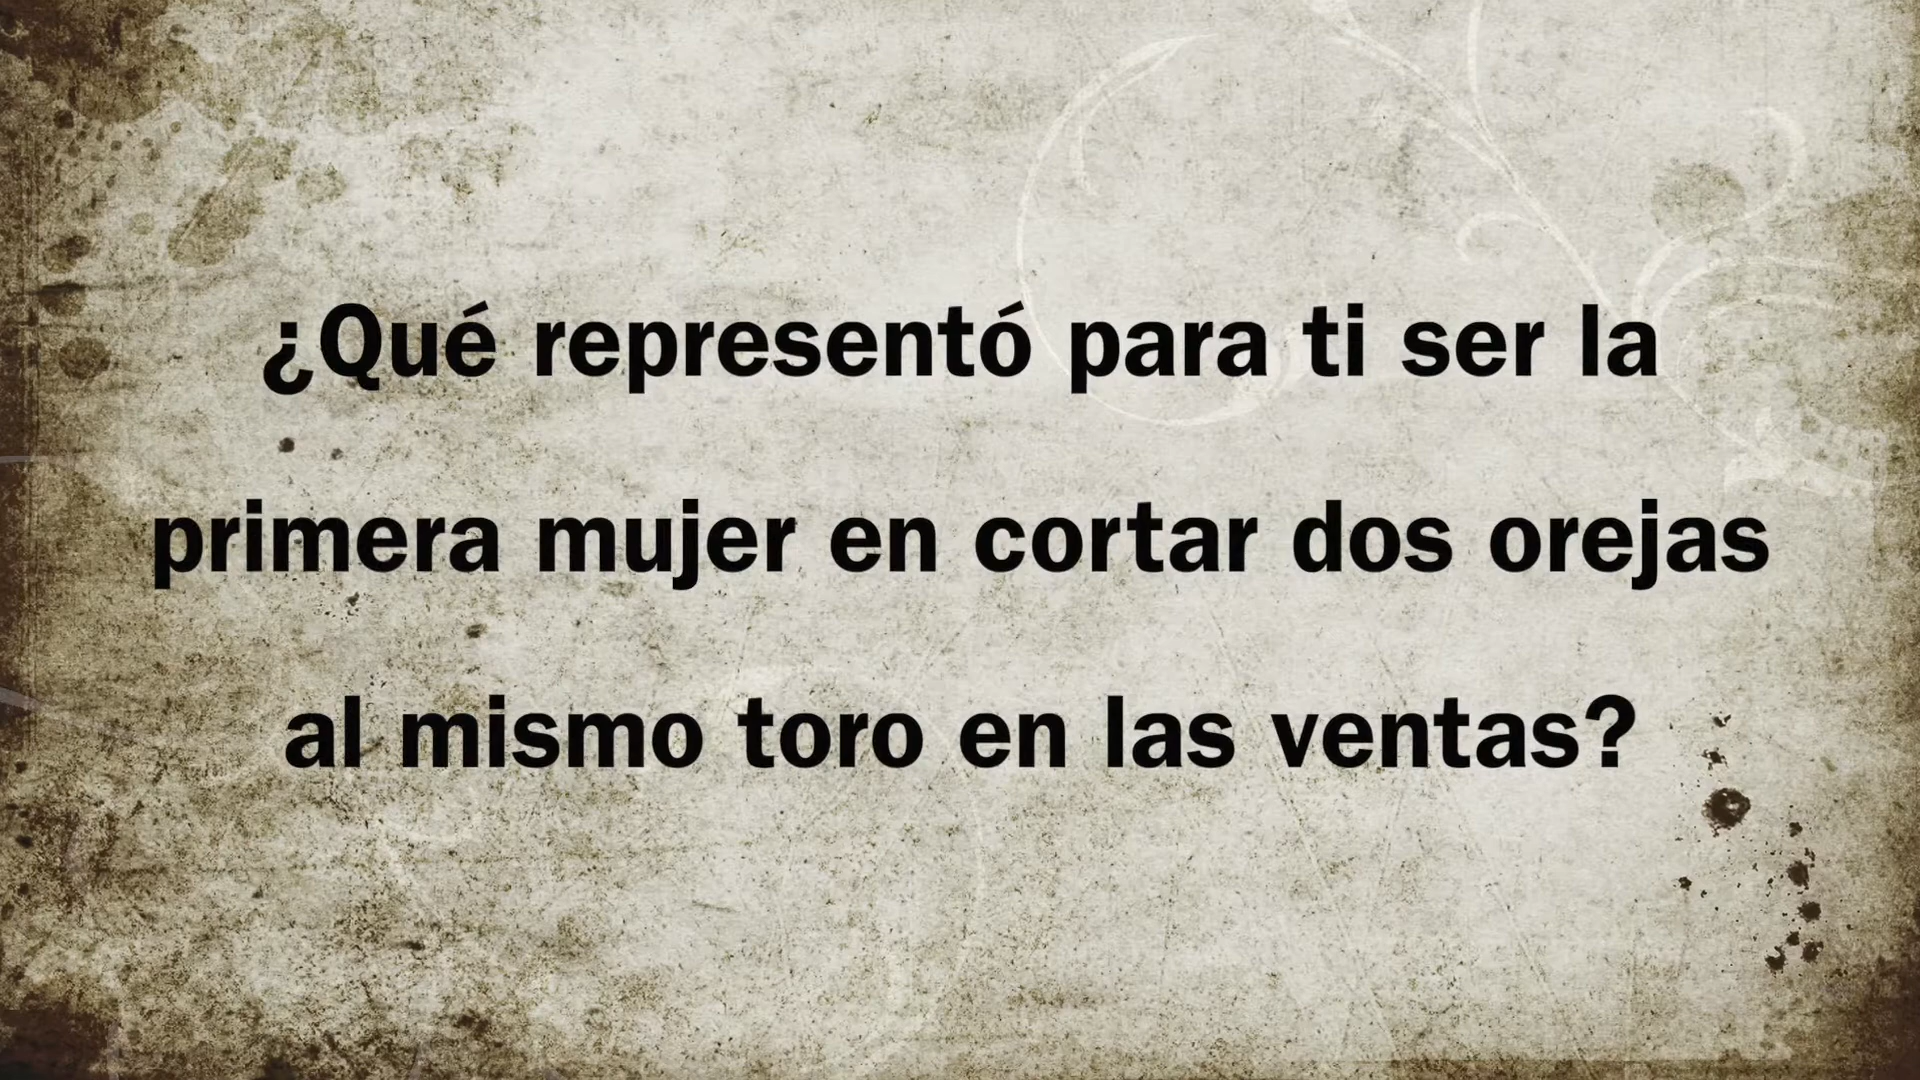 ¿Qué representó para ti ser la
primera mujer en cortar dos orejas
al mismo toro en las ventas?